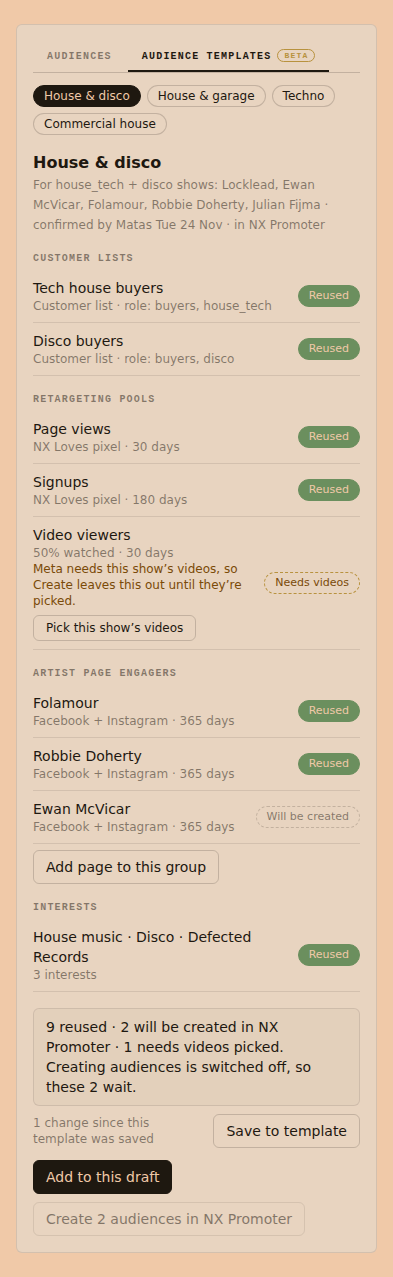 AUDIENCES
AUDIENCE TEMPLATES BETA
House & disco
House & garage
Techno
Commercial house
House & disco
For house_tech + disco shows: Locklead, Ewan
McVicar, Folamour, Robbie Doherty, Julian Fijma ·
confirmed by Matas Tue 24 Nov · in NX Promoter
CUSTOMER LISTS
Tech house buyers
Customer list · role: buyers, house_tech
Reused
Disco buyers
Customer list · role: buyers, disco
Reused
RETARGETING POOLS
Page views
NX Loves pixel · 30 days
Reused
Signups
NX Loves pixel · 180 days
Reused
Video viewers
50% watched · 30 days
Meta needs this show’s videos, so
Create leaves this out until they’re
picked.
Needs videos
Pick this show’s videos
ARTIST PAGE ENGAGERS
Folamour
Facebook + Instagram · 365 days
Reused
Robbie Doherty
Facebook + Instagram · 365 days
Reused
Ewan McVicar
Facebook + Instagram · 365 days
Will be created
Add page to this group
INTERESTS
House music · Disco · Defected
Records
3 interests
Reused
9 reused · 2 will be created in NX
Promoter · 1 needs videos picked.
Creating audiences is switched off, so
these 2 wait.
1 change since this
template was saved
Save to template
Add to this draft
Create 2 audiences in NX Promoter